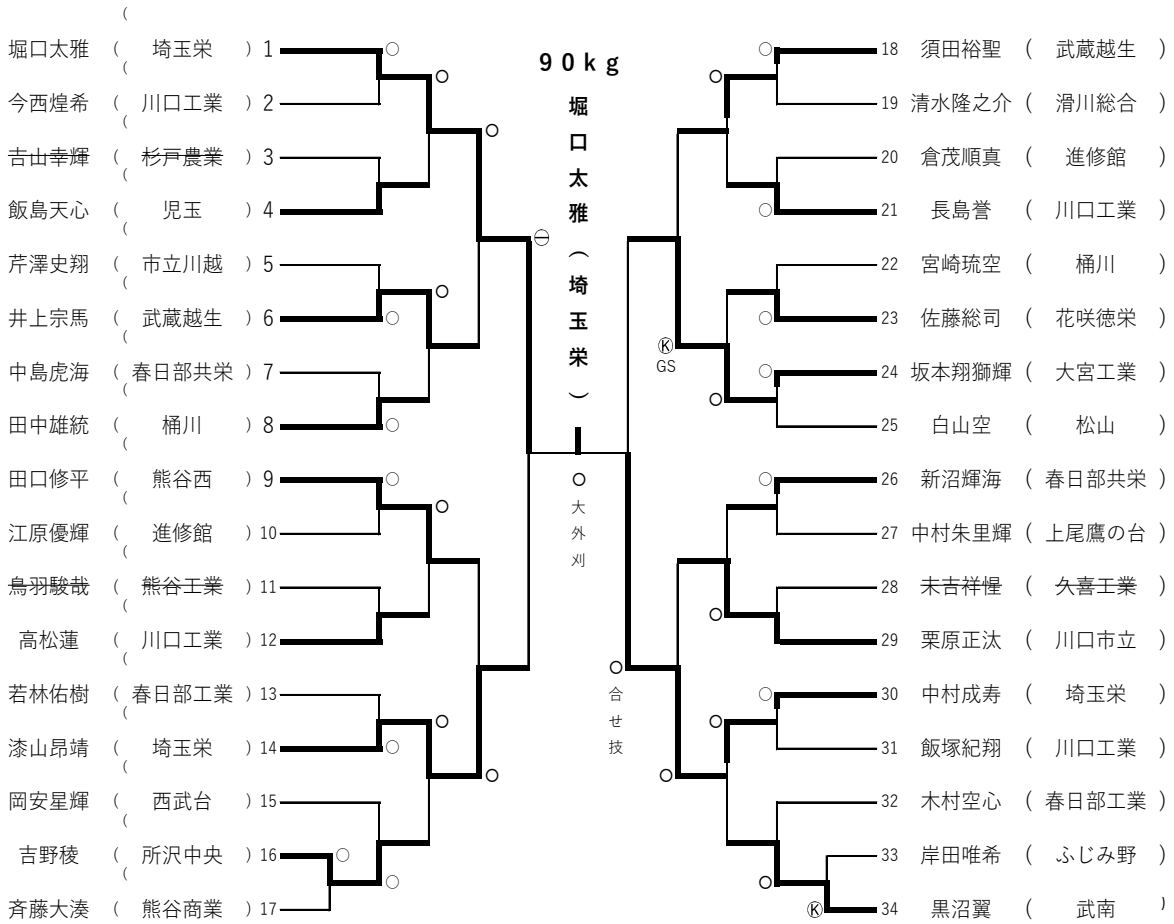 90kg
堀口太雅（埼玉栄）
堀口太雅 ( 埼玉栄 ) 1
今西煌希 ( 川口工業 ) 2
吉山幸輝 ( 杉戸農業 ) 3
飯島天心 ( 児玉 ) 4
芹澤史翔 ( 市立川越 ) 5
井上宗馬 ( 武蔵越生 ) 6
中島虎海 ( 春日部共栄 ) 7
田中雄統 ( 桶川 ) 8
田口修平 ( 熊谷西 ) 9
江原優輝 ( 進修館 ) 10
鳥羽駿哉 ( 熊谷工業 ) 11
高松蓮 ( 川口工業 ) 12
若林佑樹 ( 春日部工業 ) 13
漆山昂靖 ( 埼玉栄 ) 14
岡安星輝 ( 西武台 ) 15
吉野稜 ( 所沢中央 ) 16
斉藤大湊 ( 熊谷商業 ) 17
○大外刈
○合せ技
Ⓚ
GS
18 須田裕聖 ( 武蔵越生 )
19 清水隆之介 ( 滑川総合 )
20 倉茂順真 ( 進修館 )
21 長島誉 ( 川口工業 )
22 宮崎琉空 ( 桶川 )
23 佐藤総司 ( 花咲徳栄 )
24 坂本翔獅輝 ( 大宮工業 )
25 白山空 ( 松山 )
26 新沼輝海 ( 春日部共栄 )
27 中村朱里輝 ( 上尾鷹の台 )
28 末吉祥惺 ( 久喜工業 )
29 栗原正汰 ( 川口市立 )
30 中村成寿 ( 埼玉栄 )
31 飯塚紀翔 ( 川口工業 )
32 木村空心 ( 春日部工業 )
33 岸田唯希 ( ふじみ野 )
Ⓚ 34 黒沼翼 ( 武南 )